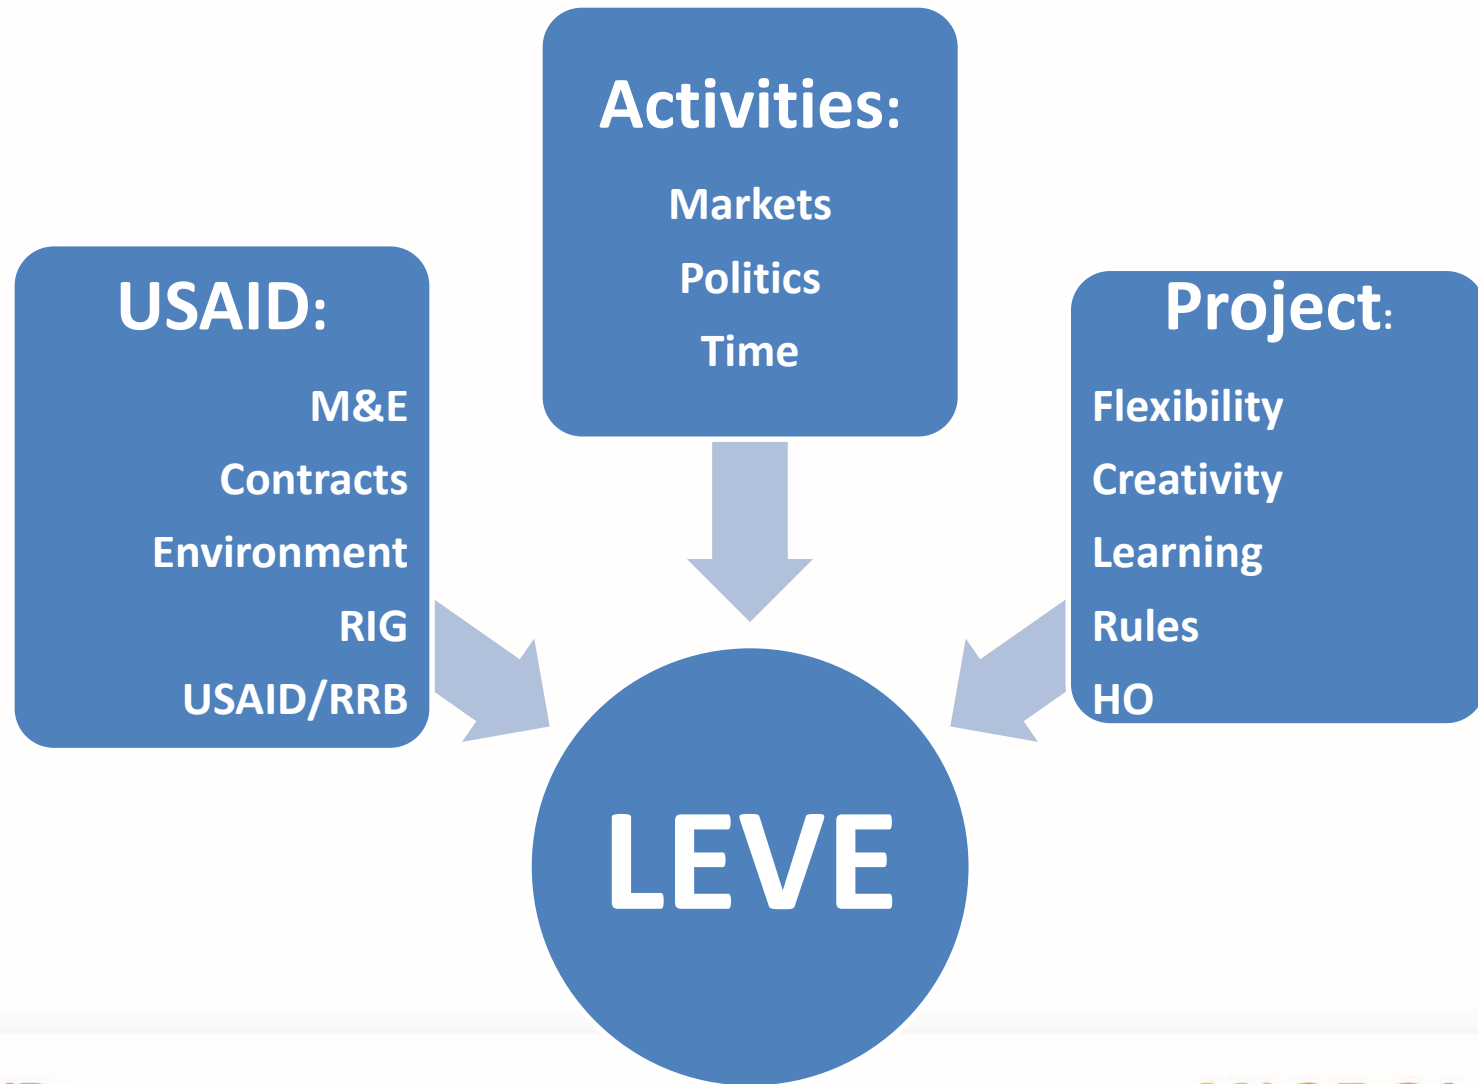 Activities:
Markets
Politics
Time
USAID:
M&E
Contracts
Environment
RIG
USAID/RRB
Project:
Flexibility
Creativity
Learning
Rules
HO
LEVE